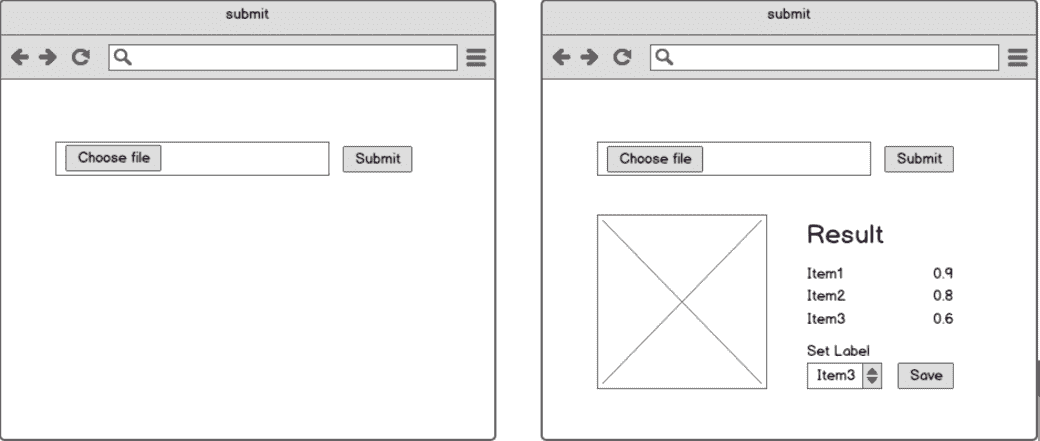 submit
Choose file
Submit
submit
Choose file
Submit
Result
Item1 0.9
Item2 0.8
Item3 0.6
Set Label
Item3
Save